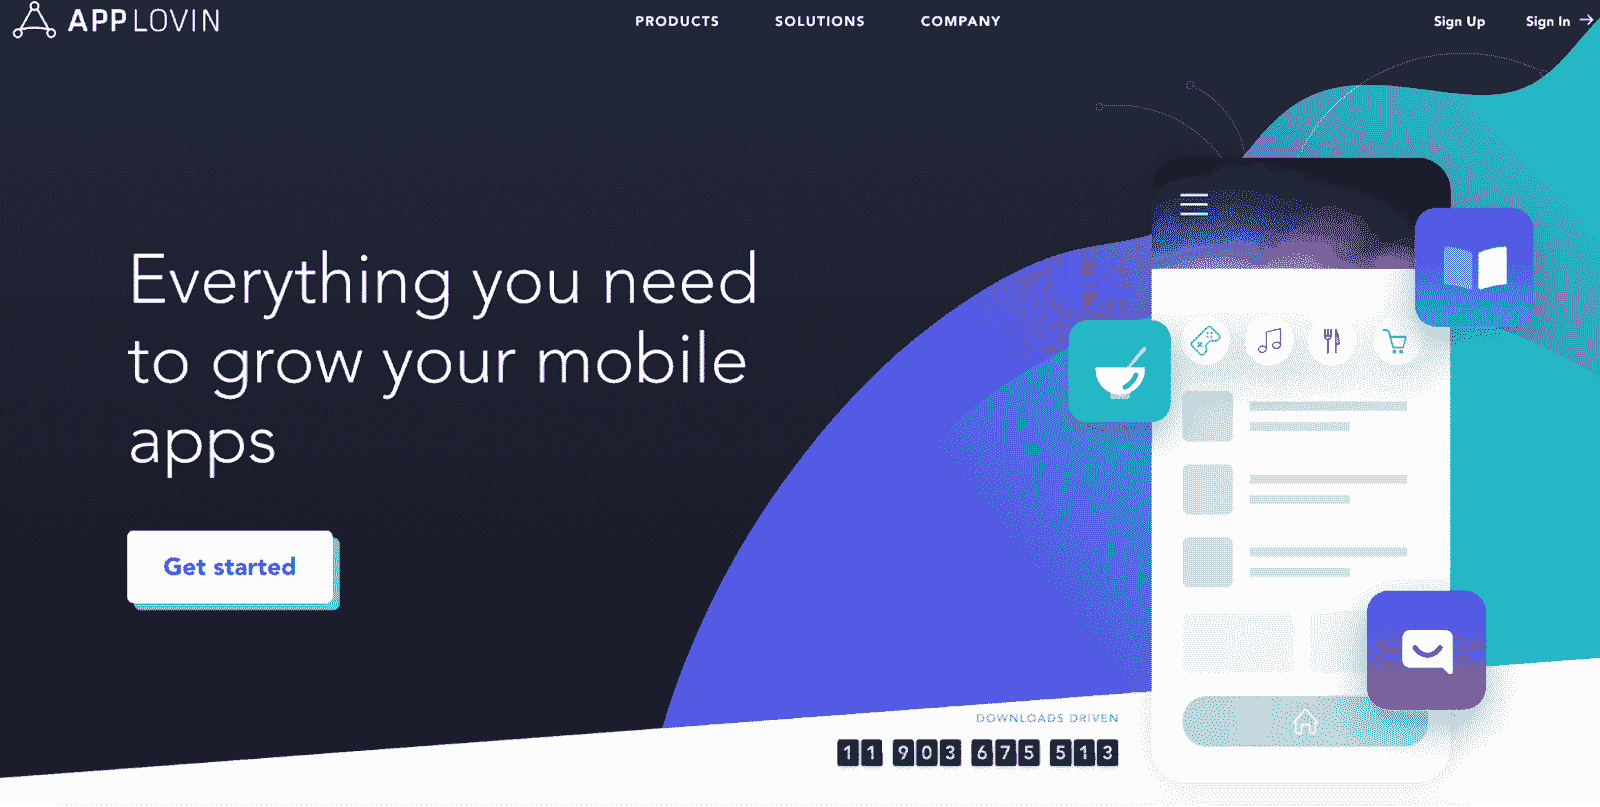 APPLOVIN
PRODUCTS
SOLUTIONS
COMPANY
Sign Up
Sign In
Everything you need
to grow your mobile
apps
Get started
DOWNLOADS DRIVEN
11 903 675 513